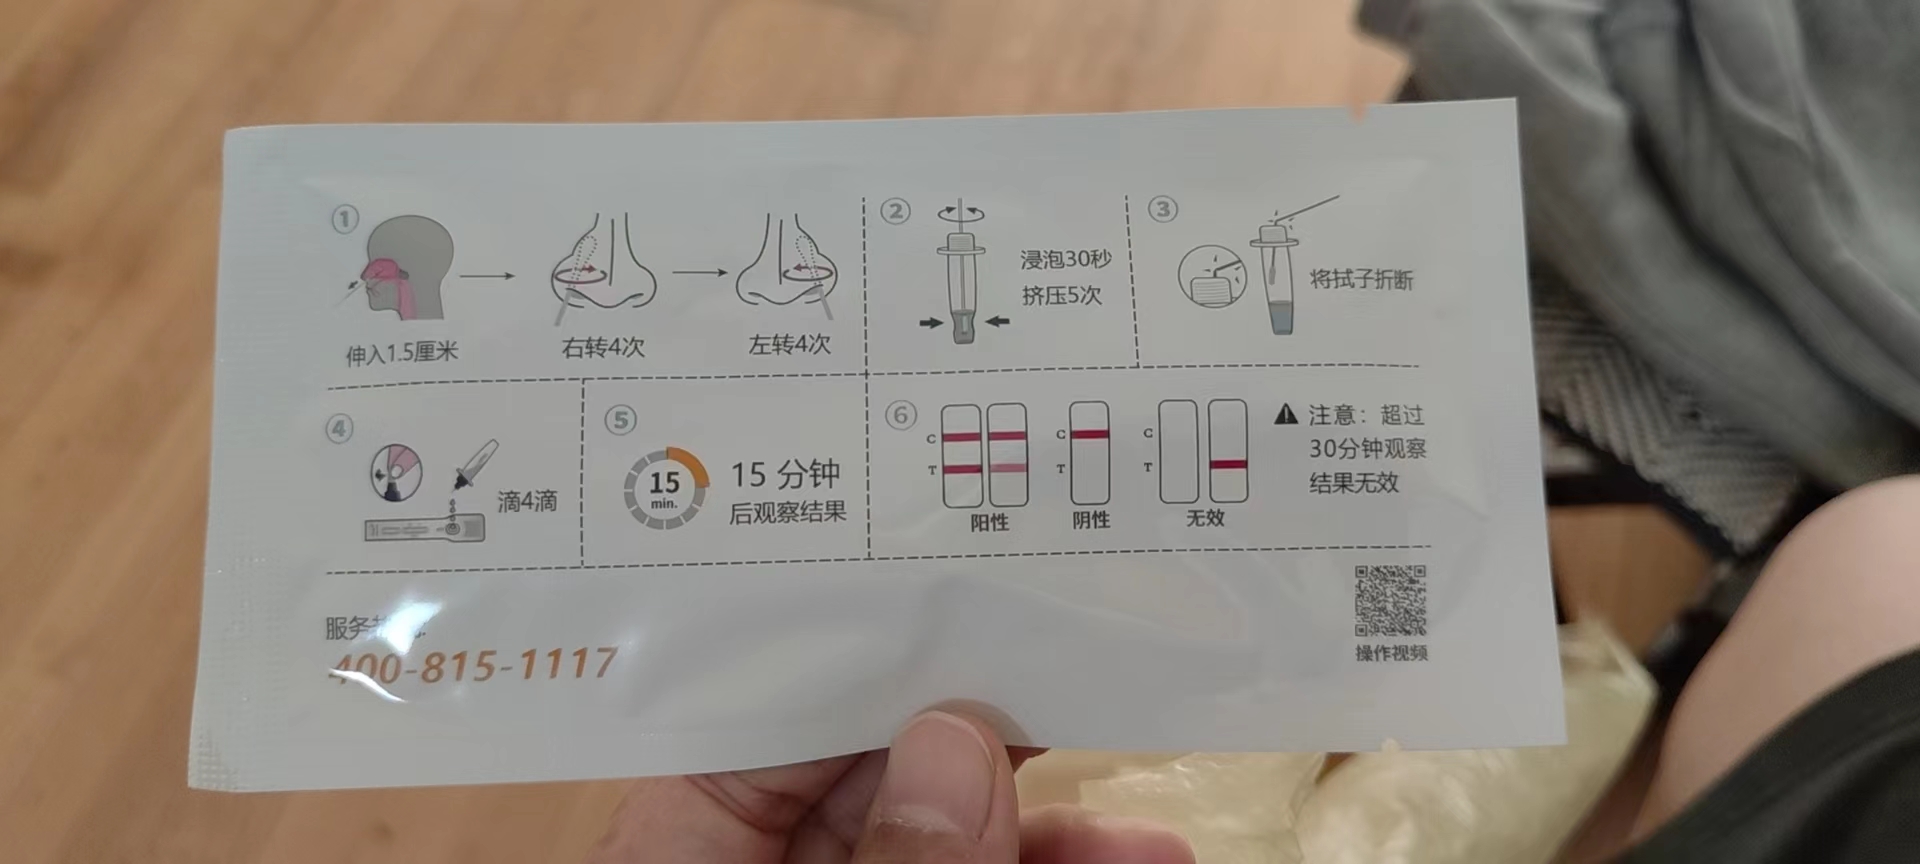 ①
伸入1.5厘米
右转4次
左转4次
②
浸泡30秒
挤压5次
③
将拭子折断
④
滴4滴
⑤
15
min.
15 分钟
后观察结果
⑥
C
T
阳性
C
T
阴性
C
T
无效
注意：超过
30分钟观察
结果无效
服务
400-815-1117
操作视频